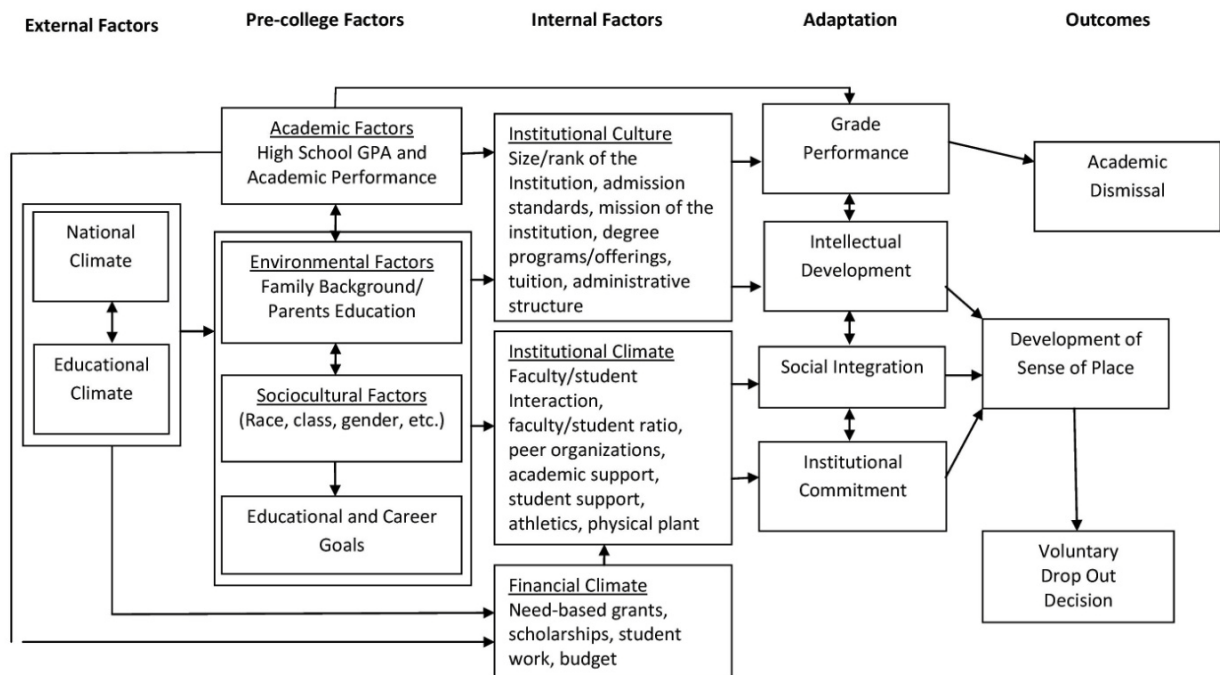 External Factors
Pre-college Factors
Internal Factors
Adaptation
Outcomes
National
Climate
Educational
Climate
Academic Factors
High School GPA and
Academic Performance
Environmental Factors
Family Background/
Parents Education
Sociocultural Factors
(Race, class, gender, etc.)
Educational and Career
Goals
Institutional Culture
Size/rank of the
Institution, admission
standards, mission of the
institution, degree
programs/offerings,
tuition, administrative
structure
Institutional Climate
Faculty/student
Interaction,
faculty/student ratio,
peer organizations,
academic support,
student support,
athletics, physical plant
Financial Climate
Need-based grants,
scholarships, student
work, budget
Grade
Performance
Intellectual
Development
Social Integration
Institutional
Commitment
Academic
Dismissal
Development of
Sense of Place
Voluntary
Drop Out
Decision